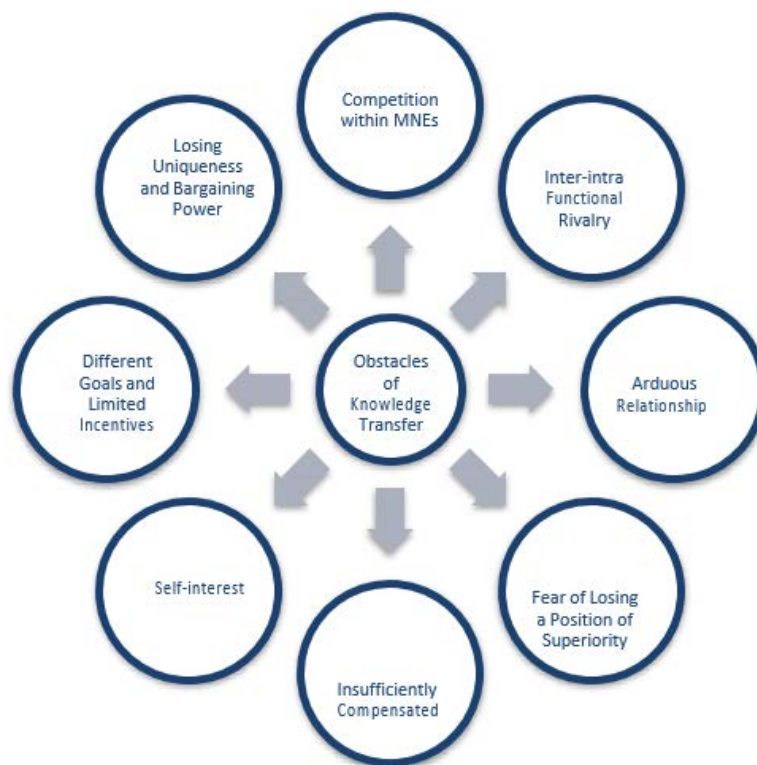 Competition
within MNEs
Losing
Uniqueness
and Bargaining
Power
Inter-intra
Functional
Rivalry
Different
Goals and
Limited
Incentives
Obstacles
of
Knowledge
Transfer
Arduous
Relationship
Self-interest
Fear of Losing
a Position of
Superiority
Insufficiently
Compensated